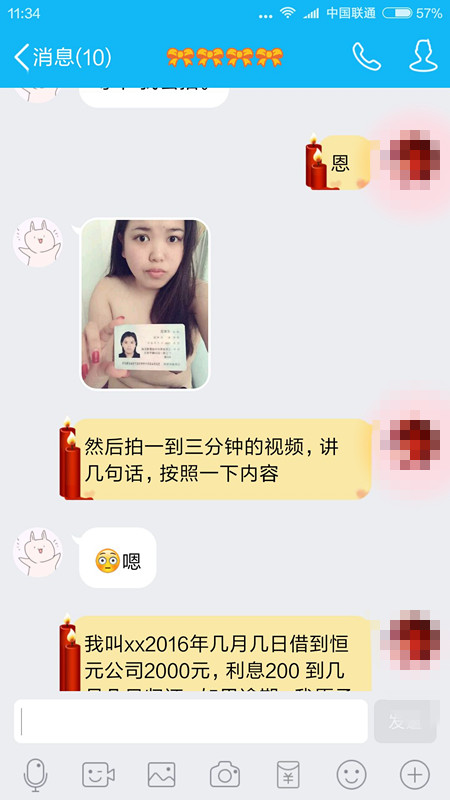 11:34
中国联通
57%
消息(10)
恩
然后拍一到三分钟的视频，讲
几句话，按照一下内容
嗯
我叫xx2016年几月几日借到恒
元公司2000元，利息200 到几